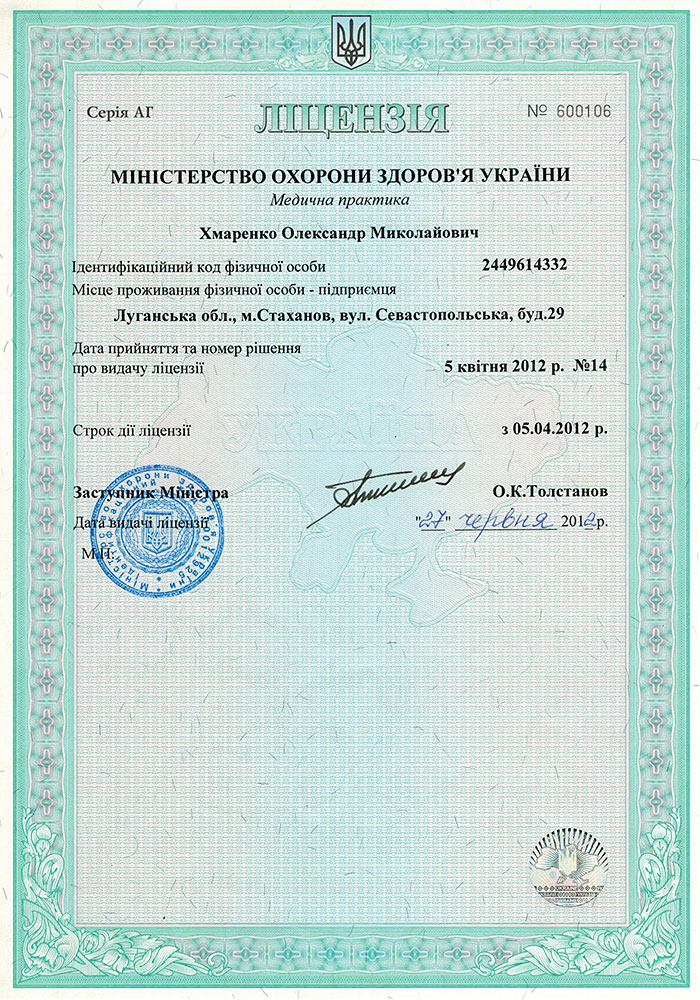 Серія АГ
ЛІЦЕНЗІЯ
№ 600106
МІНІСТЕРСТВО ОХОРОНИ ЗДОРОВ'Я УКРАЇНИ
Медична практика
Хмаренко Олександр Миколайович
Ідентифікаційний код фізичної особи 2449614332
Місце проживання фізичної особи - підприємця
Луганська обл., м.Стаханов, вул. Севастопольська, буд.29
Дата прийняття та номер рішення
про видачу ліцензії 5 квітня 2012 р. №14
Строк дії ліцензії з 05.04.2012 р.
Заступник Міністра О.К.Толстанов
Дата видачі ліцензії "27" червня 2012р.
М.П.